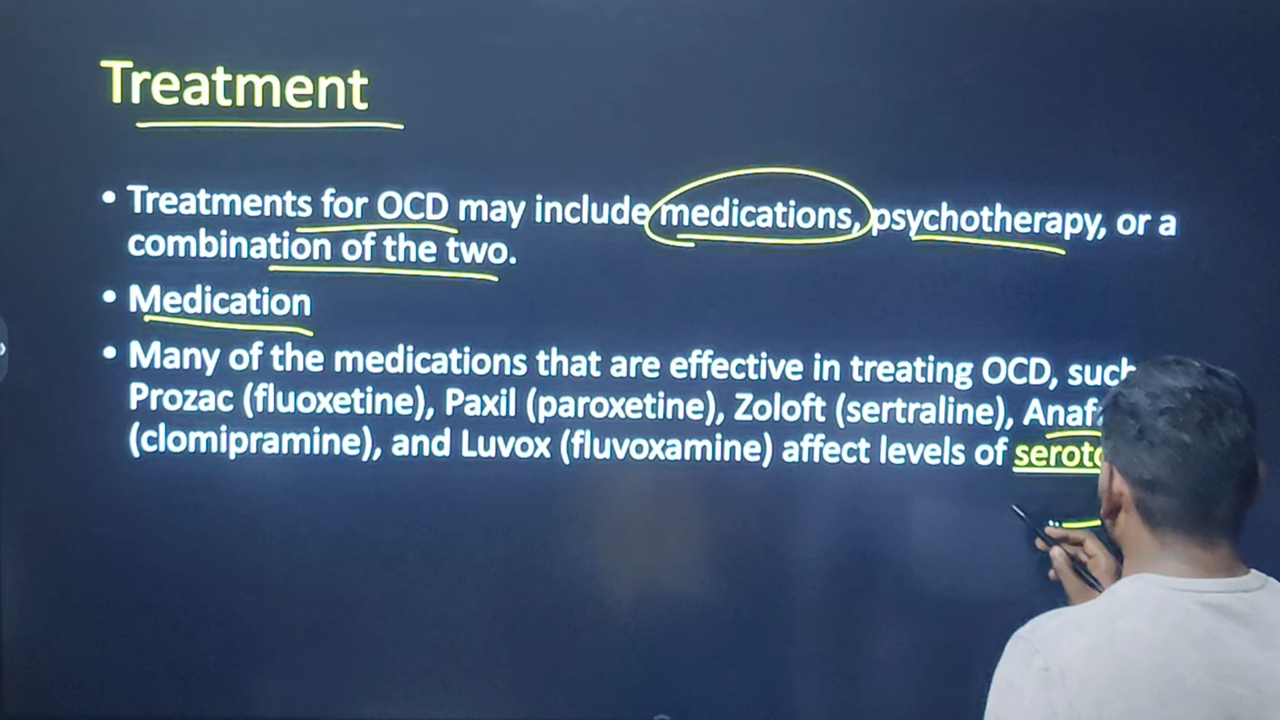 Treatment
• Treatments for OCD may include medications, psychotherapy, or a
combination of the two.
• Medication
• Many of the medications that are effective in treating OCD, such
Prozac (fluoxetine), Paxil (paroxetine), Zoloft (sertraline),
(clomipramine), and Luvox (fluvoxamine) affect levels of